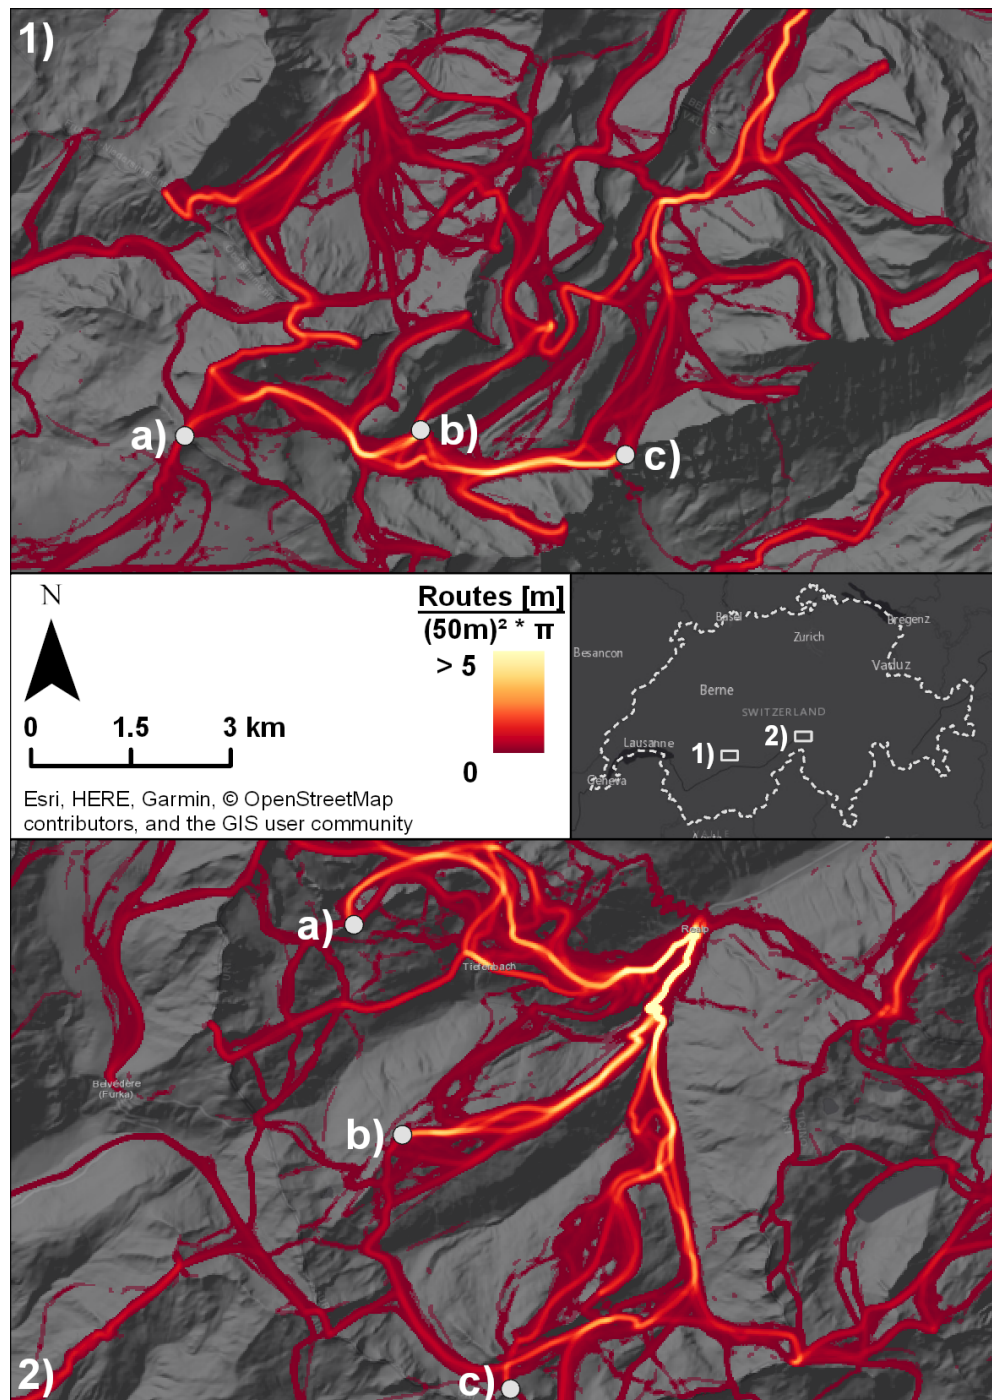 1)
a)
b)
c)
N
0 1.5 3 km
Esri, HERE, Garmin, © OpenStreetMap
contributors, and the GIS user community
Routes [m]
(50m)² * π
> 5
0
Basel
Bregenz
Zurich
Besancon
Vaduz
Berne
SWITZERLAND
Lausanne
1)
2)
Geneva
a)
Realp
Tiefenbach
Belvédère
(Furka)
b)
2)
c)